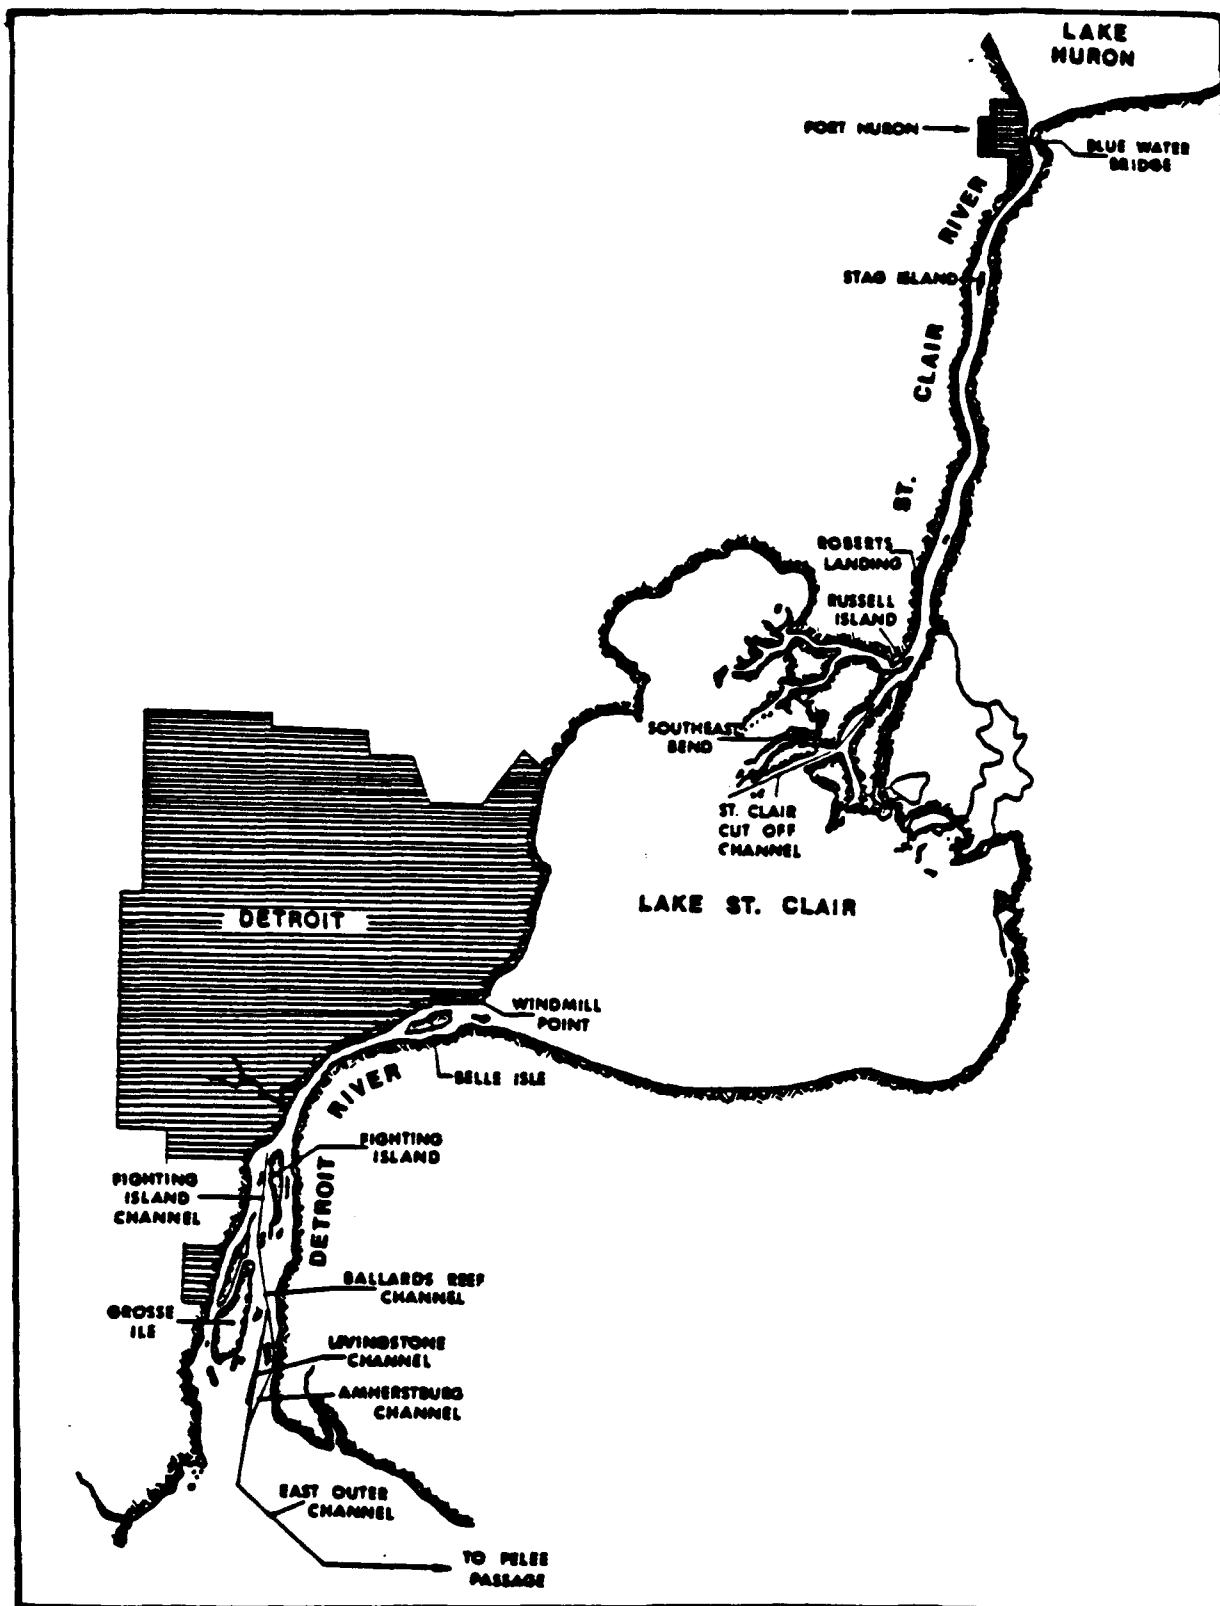 LAKE
HURON
PORT HURON
BLUE WATER
BRIDGE
RIVER
STAG ISLAND
CLAIR
ST.
ROBERTS
LANDING
RUSSELL
ISLAND
SOUTHEAST
BEND
ST. CLAIR
CUT OFF
CHANNEL
DETROIT
LAKE ST. CLAIR
WINDMILL
POINT
BELLE ISLE
RIVER
FIGHTING
ISLAND
DETROIT
FIGHTING
ISLAND
CHANNEL
BALLARDS REEF
CHANNEL
GROSSE
ILE
LIVINGSTONE
CHANNEL
AMHERSTBURG
CHANNEL
EAST OUTER
CHANNEL
TO PELEE
PASSAGE